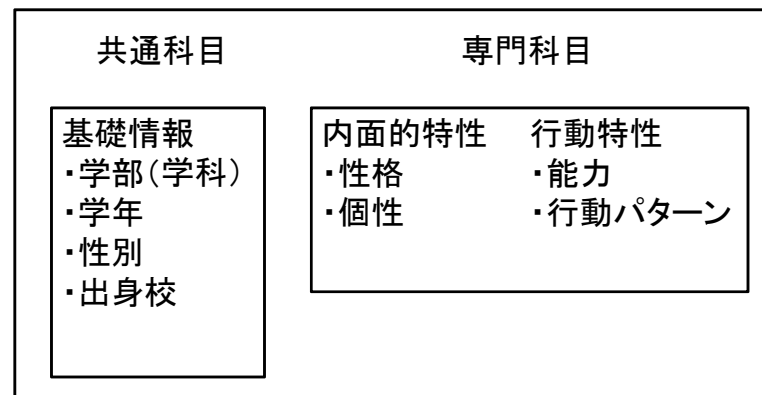 共通科目
専門科目
基礎情報
・学部(学科)
・学年
・性別
・出身校
内面的特性
・性格
・個性
行動特性
・能力
・行動パターン